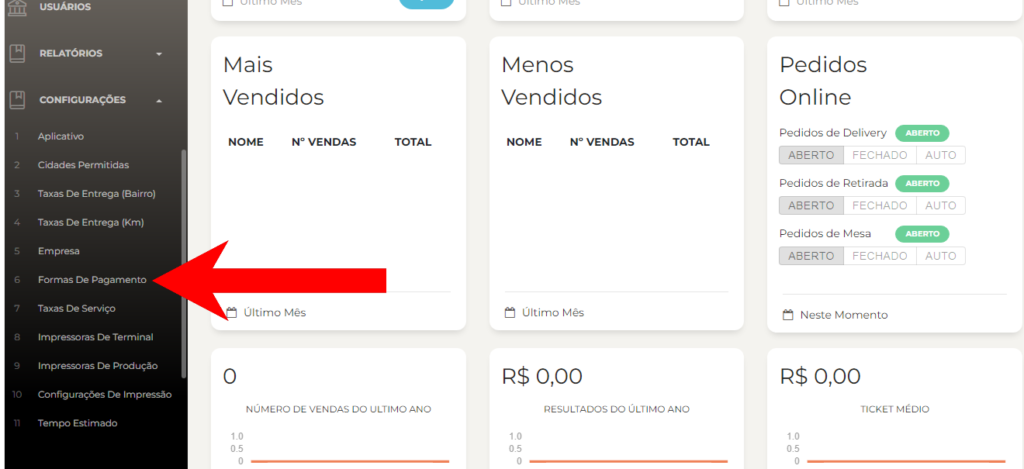 USUÁRIOS
RELATÓRIOS
CONFIGURAÇÕES
1 Aplicativo
2 Cidades Permitidas
3 Taxas De Entrega (Bairro)
4 Taxas De Entrega (Km)
5 Empresa
6 Formas De Pagamento
7 Taxas De Serviço
8 Impressoras De Terminal
9 Impressoras De Produção
10 Configurações De Impressão
11 Tempo Estimado
Último Mês
Último Mês
Último Mês
Mais
Vendidos
NOME Nº VENDAS TOTAL
Último Mês
Menos
Vendidos
NOME Nº VENDAS TOTAL
Último Mês
Pedidos
Online
Pedidos de Delivery ABERTO
ABERTO FECHADO AUTO
Pedidos de Retirada ABERTO
ABERTO FECHADO AUTO
Pedidos de Mesa ABERTO
ABERTO FECHADO AUTO
Neste Momento
0
NÚMERO DE VENDAS DO ULTIMO ANO
1.0
0.5
0
R$ 0,00
RESULTADOS DO ÚLTIMO ANO
1.0
0.5
0
R$ 0,00
TICKET MÉDIO
1.0
0.5
0